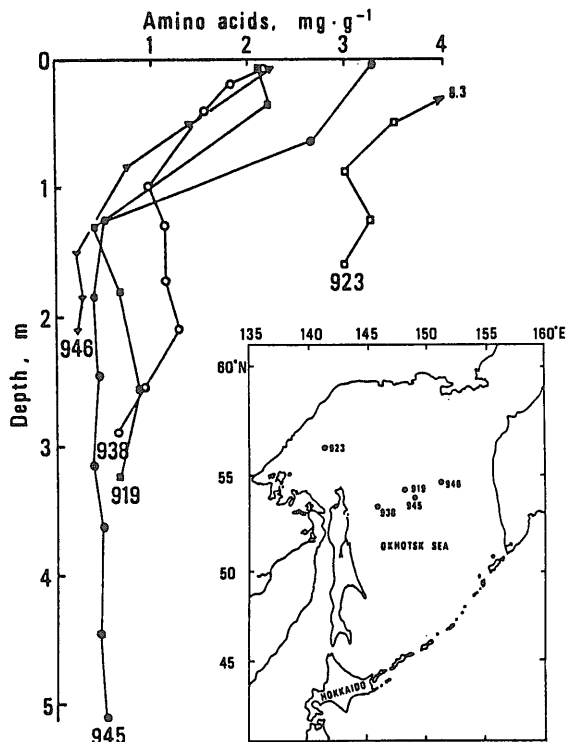 Amino acids, mg·g⁻¹
1 2 3 4
0
1
2
3
4
5
Depth, m
8.3
923
946
938
919
945
135 140 145 150 155 160°E
60°N
55
50
45
923
946
919
945
938
OKHOTSK SEA
HOKKAIDO